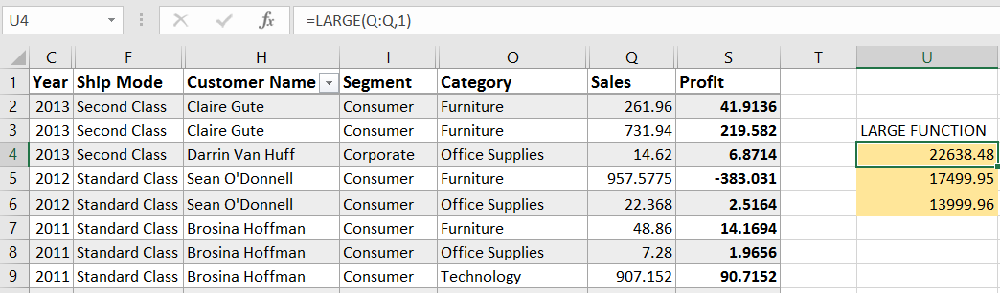 U4 fx =LARGE(Q:Q,1)
C F H I O Q S T U
1 Year Ship Mode Customer Name Segment Category Sales Profit
2 2013 Second Class Claire Gute Consumer Furniture 261.96 41.9136
3 2013 Second Class Claire Gute Consumer Furniture 731.94 219.582 LARGE FUNCTION
4 2013 Second Class Darrin Van Huff Corporate Office Supplies 14.62 6.8714 22638.48
5 2012 Standard Class Sean O'Donnell Consumer Furniture 957.5775 -383.031 17499.95
6 2012 Standard Class Sean O'Donnell Consumer Office Supplies 22.368 2.5164 13999.96
7 2011 Standard Class Brosina Hoffman Consumer Furniture 48.86 14.1694
8 2011 Standard Class Brosina Hoffman Consumer Office Supplies 7.28 1.9656
9 2011 Standard Class Brosina Hoffman Consumer Technology 907.152 90.7152